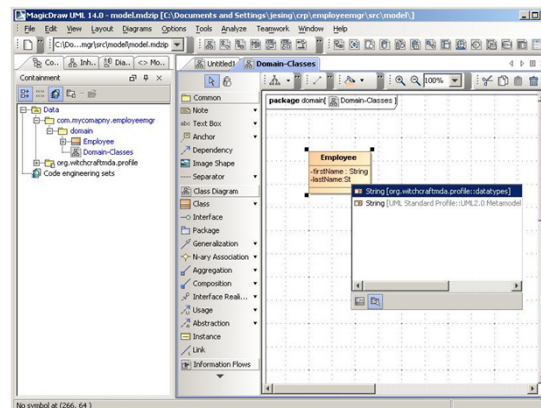 MagicDraw UML 14.0 - model.mdzip [C:\Documents and Settings\jesing\crp\employeemgr\src\model\]
File Edit View Layout Diagrams Options Tools Analyze Teamwork Window Help
C:\Do...mgr\src\model\model.mdzip
Co.. Inh.. Dia.. <> Mo..
Untitled1 Domain-Classes
Containment
100%
Data
com.mycomapny.employeemgr
domain
Employee
Domain-Classes
org.witchcraftmda.profile
Code engineering sets
Common
Note
abc Text Box
Anchor
Dependency
Image Shape
Separator
Class Diagram
Class
Interface
Package
Generalization
N-ary Association
Aggregation
Composition
Interface Reali...
Usage
Abstraction
Instance
Link
Information Flows
package domain[ Domain-Classes ]
Employee
-firstName : String
-lastName:St
String [org.witchcraftmda.profile::datatypes]
String [UML Standard Profile::UML2.0 Metamodel
No symbol at (266, 64 )